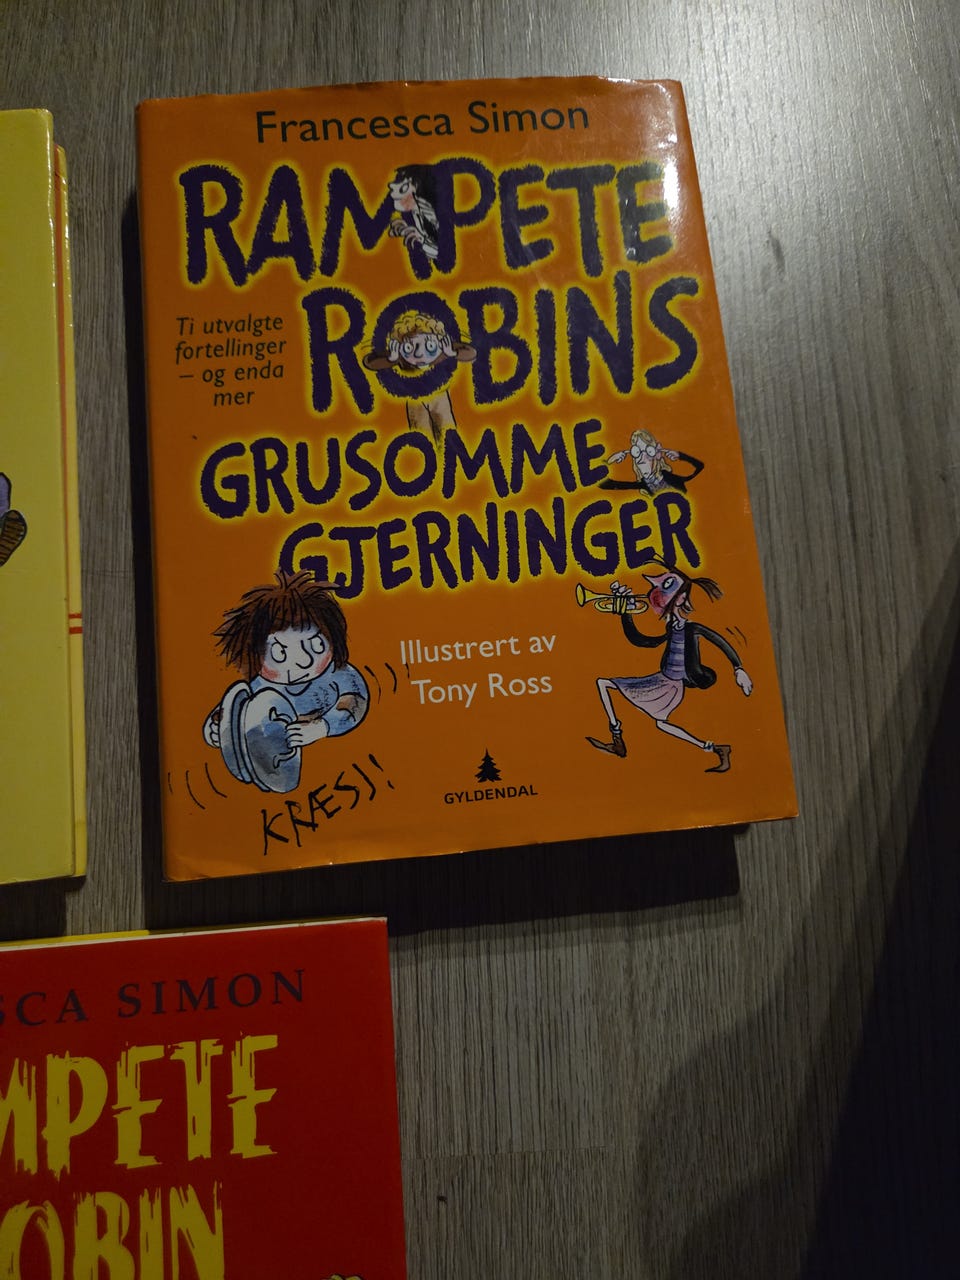 Francesca Simon
RAMPETE
ROBINS
Ti utvalgte
fortellinger
– og enda
mer
GRUSOMME
GJERNINGER
Illustrert av
Tony Ross
KRÆSJ!
GYLDENDAL
SCA SIMON
MPETE
OBIN